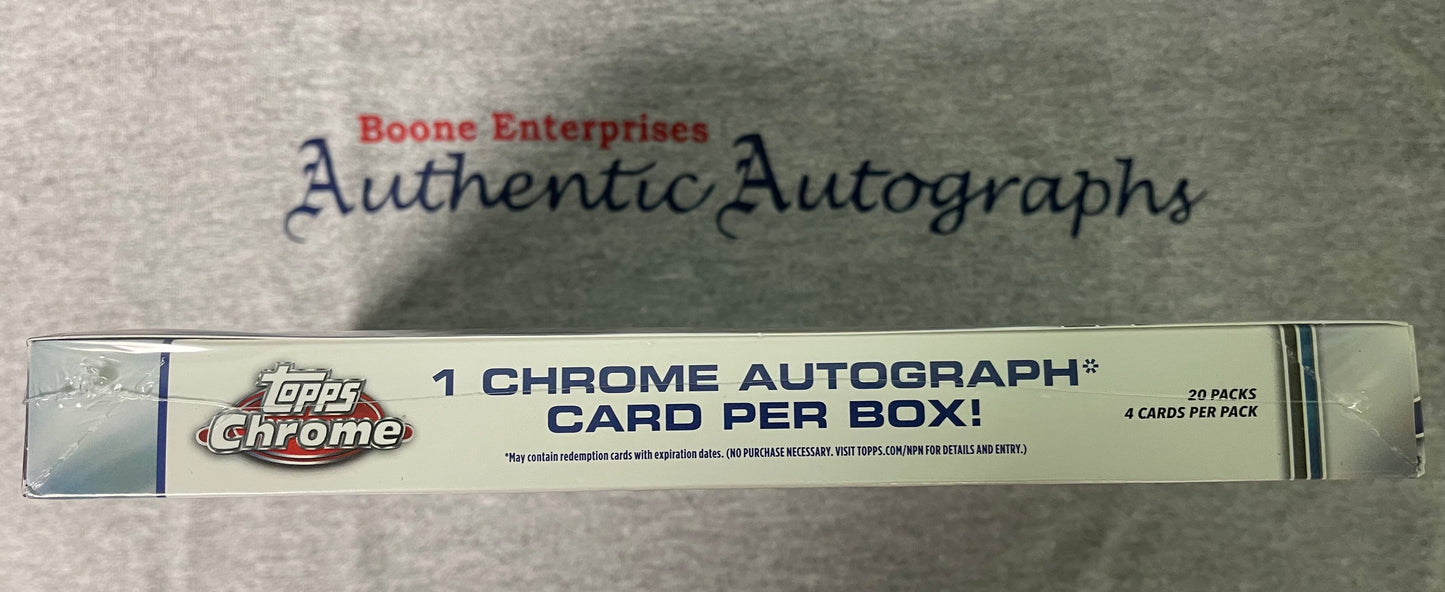 Boone Enterprises
Authentic Autographs
Topps
Chrome
1 CHROME AUTOGRAPH*
CARD PER BOX!
*May contain redemption cards with expiration dates. (NO PURCHASE NECESSARY. VISIT TOPPS.COM/NPN FOR DETAILS AND ENTRY.)
20 PACKS
4 CARDS PER PACK